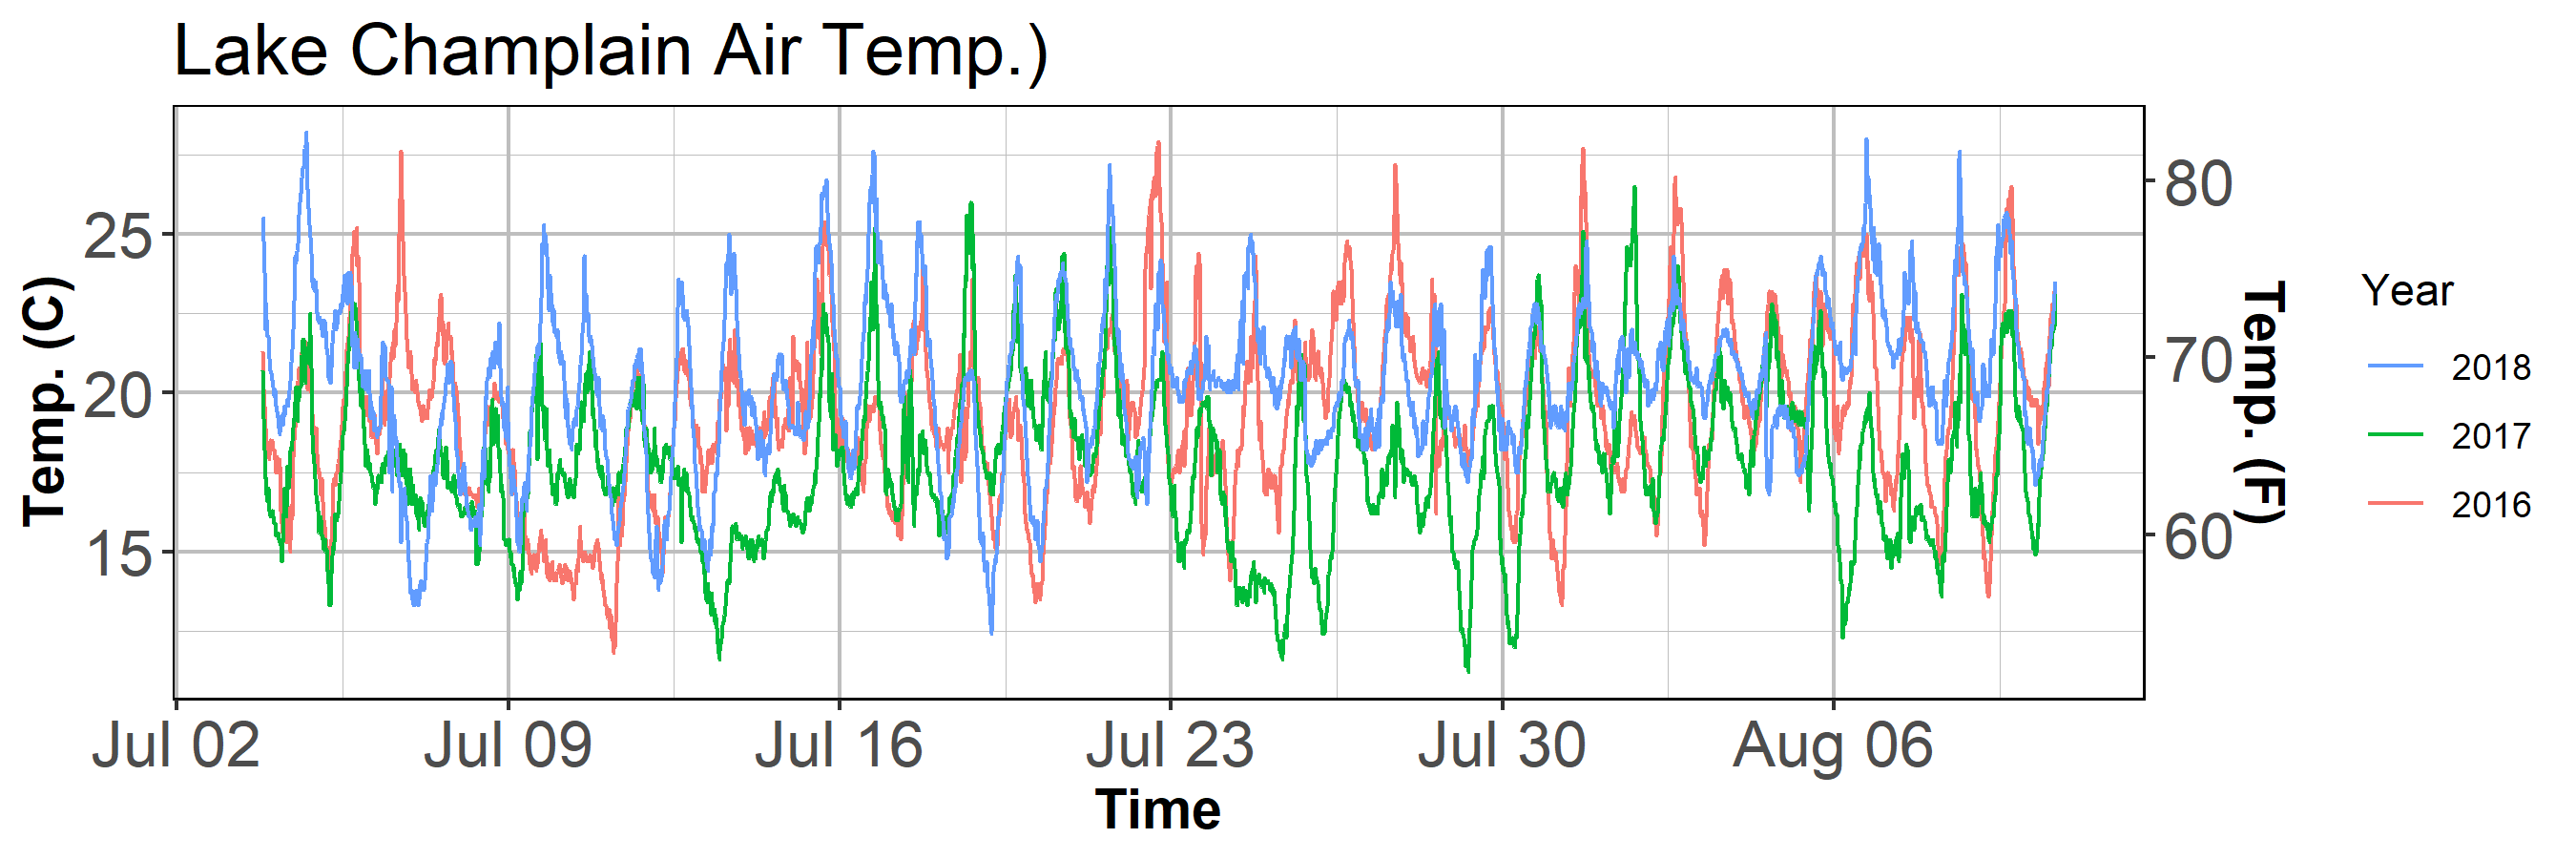 Lake Champlain Air Temp.)
Temp. (C)
25
20
15
80
70
60
Temp. (F)
Jul 02 Jul 09 Jul 16 Jul 23 Jul 30 Aug 06
Time
Year
2018
2017
2016